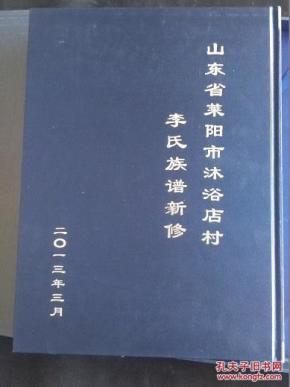 山东省莱阳市沐浴店村
李氏族谱新修
二〇一三年三月
孔夫子旧书网